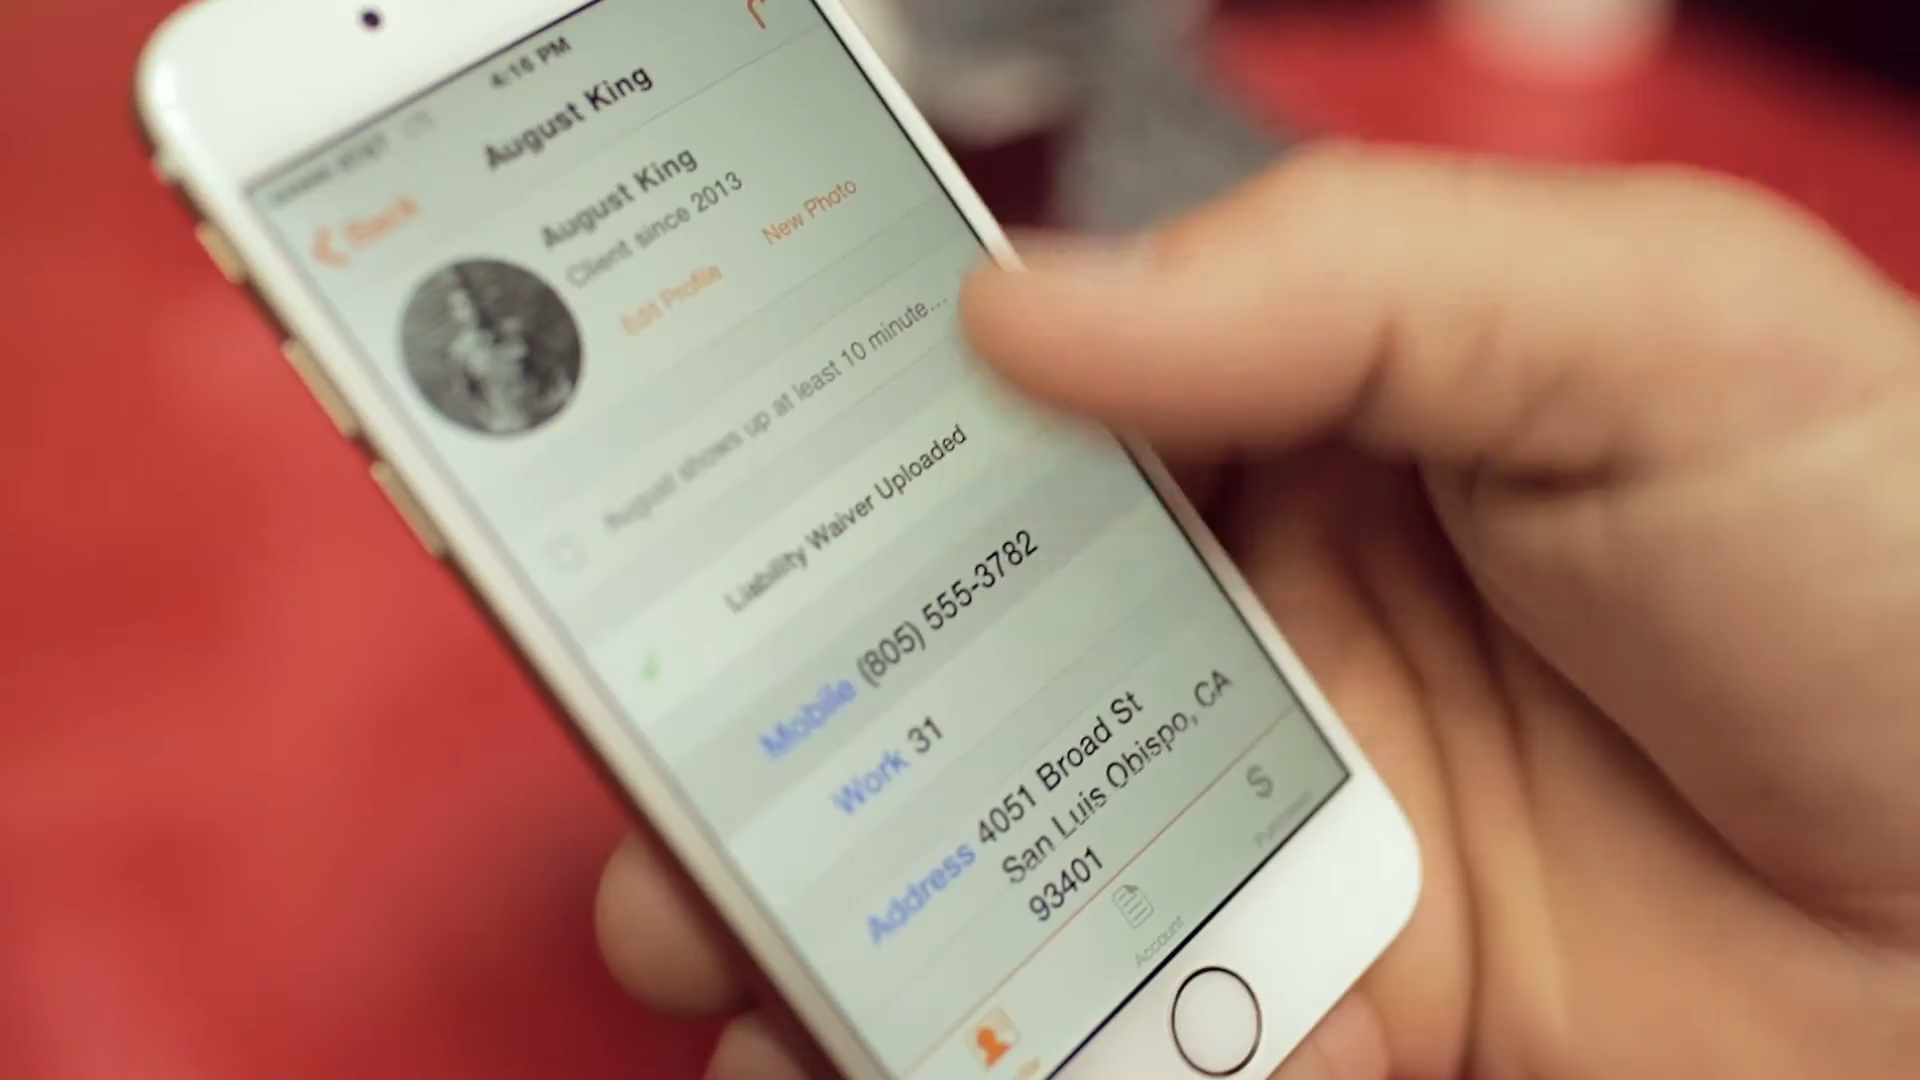 4:16 PM
Back
August King
August King
Client since 2013
Edit Profile
New Photo
August shows up at least 10 minute...
Liability Waiver Uploaded
Mobile (805) 555-3782
Work 31
Address 4051 Broad St
San Luis Obispo, CA
93401
Account
$